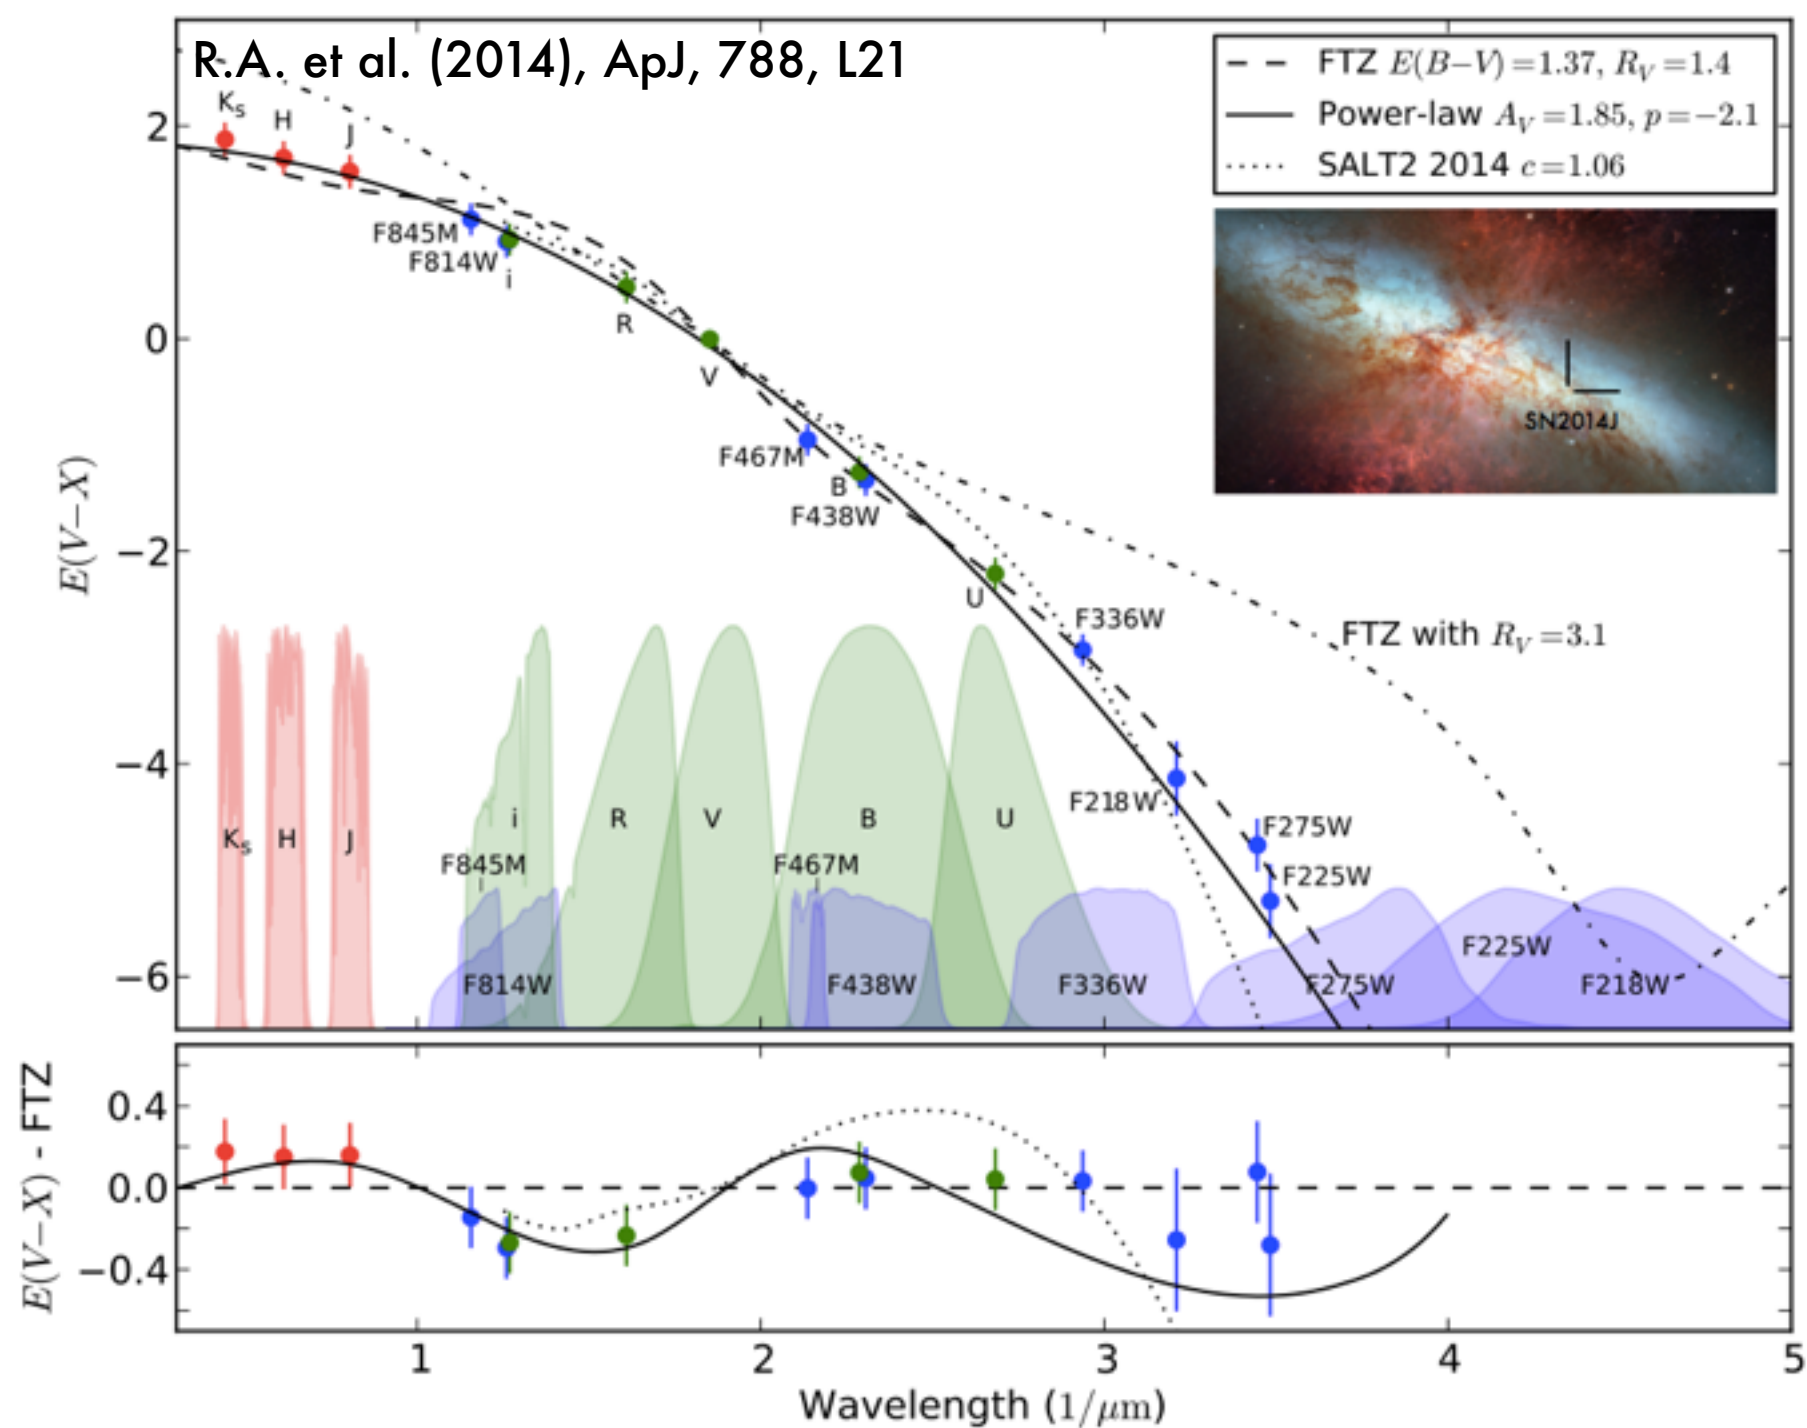 R.A. et al. (2014), ApJ, 788, L21
FTZ E(B−V)=1.37, R_V=1.4
Power-law A_V=1.85, p=−2.1
SALT2 2014 c=1.06
SN2014J
K_s
H
J
F845M
F814W
i
R
V
F467M
B
F438W
U
F336W
FTZ with R_V=3.1
F218W
F275W
F225W
K_s
H
J
i
R
V
B
U
F845M
F467M
F814W
F438W
F336W
F275W
F225W
F218W
2
0
−2
−4
−6
E(V−X)
0.4
0.0
−0.4
E(V−X) - FTZ
1
2
3
4
5
Wavelength (1/μm)